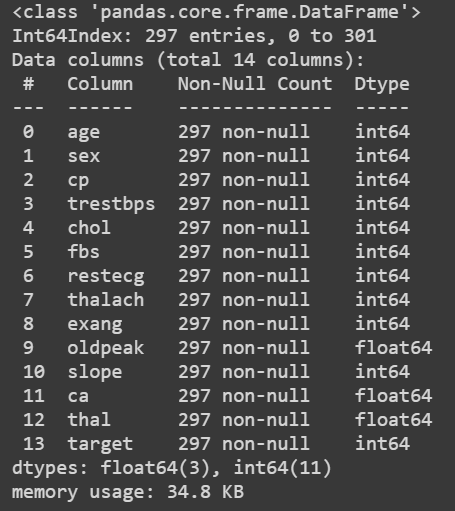 <class 'pandas.core.frame.DataFrame'>
Int64Index: 297 entries, 0 to 301
Data columns (total 14 columns):
 #   Column    Non-Null Count  Dtype
---  ------    --------------  -----
 0   age       297 non-null    int64
 1   sex       297 non-null    int64
 2   cp        297 non-null    int64
 3   trestbps  297 non-null    int64
 4   chol      297 non-null    int64
 5   fbs       297 non-null    int64
 6   restecg   297 non-null    int64
 7   thalach   297 non-null    int64
 8   exang     297 non-null    int64
 9   oldpeak   297 non-null    float64
 10  slope     297 non-null    int64
 11  ca        297 non-null    float64
 12  thal      297 non-null    float64
 13  target    297 non-null    int64
dtypes: float64(3), int64(11)
memory usage: 34.8 KB